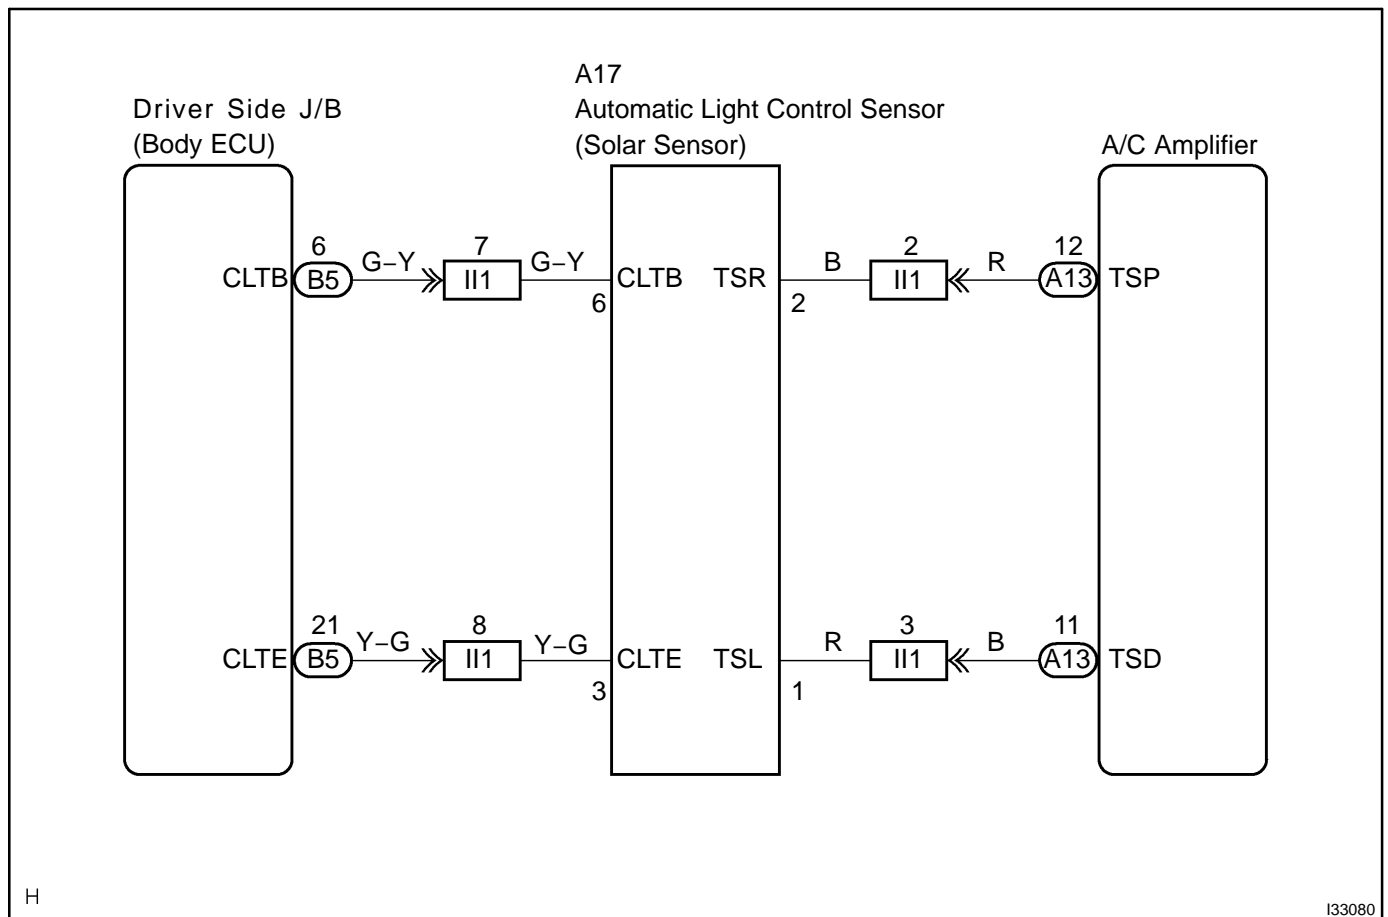 A17
Driver Side J/B
(Body ECU)
Automatic Light Control Sensor
(Solar Sensor)
A/C Amplifier
6
7
2
12
CLTB
B5
G–Y
II1
G–Y
CLTB
TSR
B
II1
R
A13
TSP
6
2
21
8
3
11
CLTE
B5
Y–G
II1
Y–G
CLTE
TSL
R
II1
B
A13
TSD
3
1
H
I33080